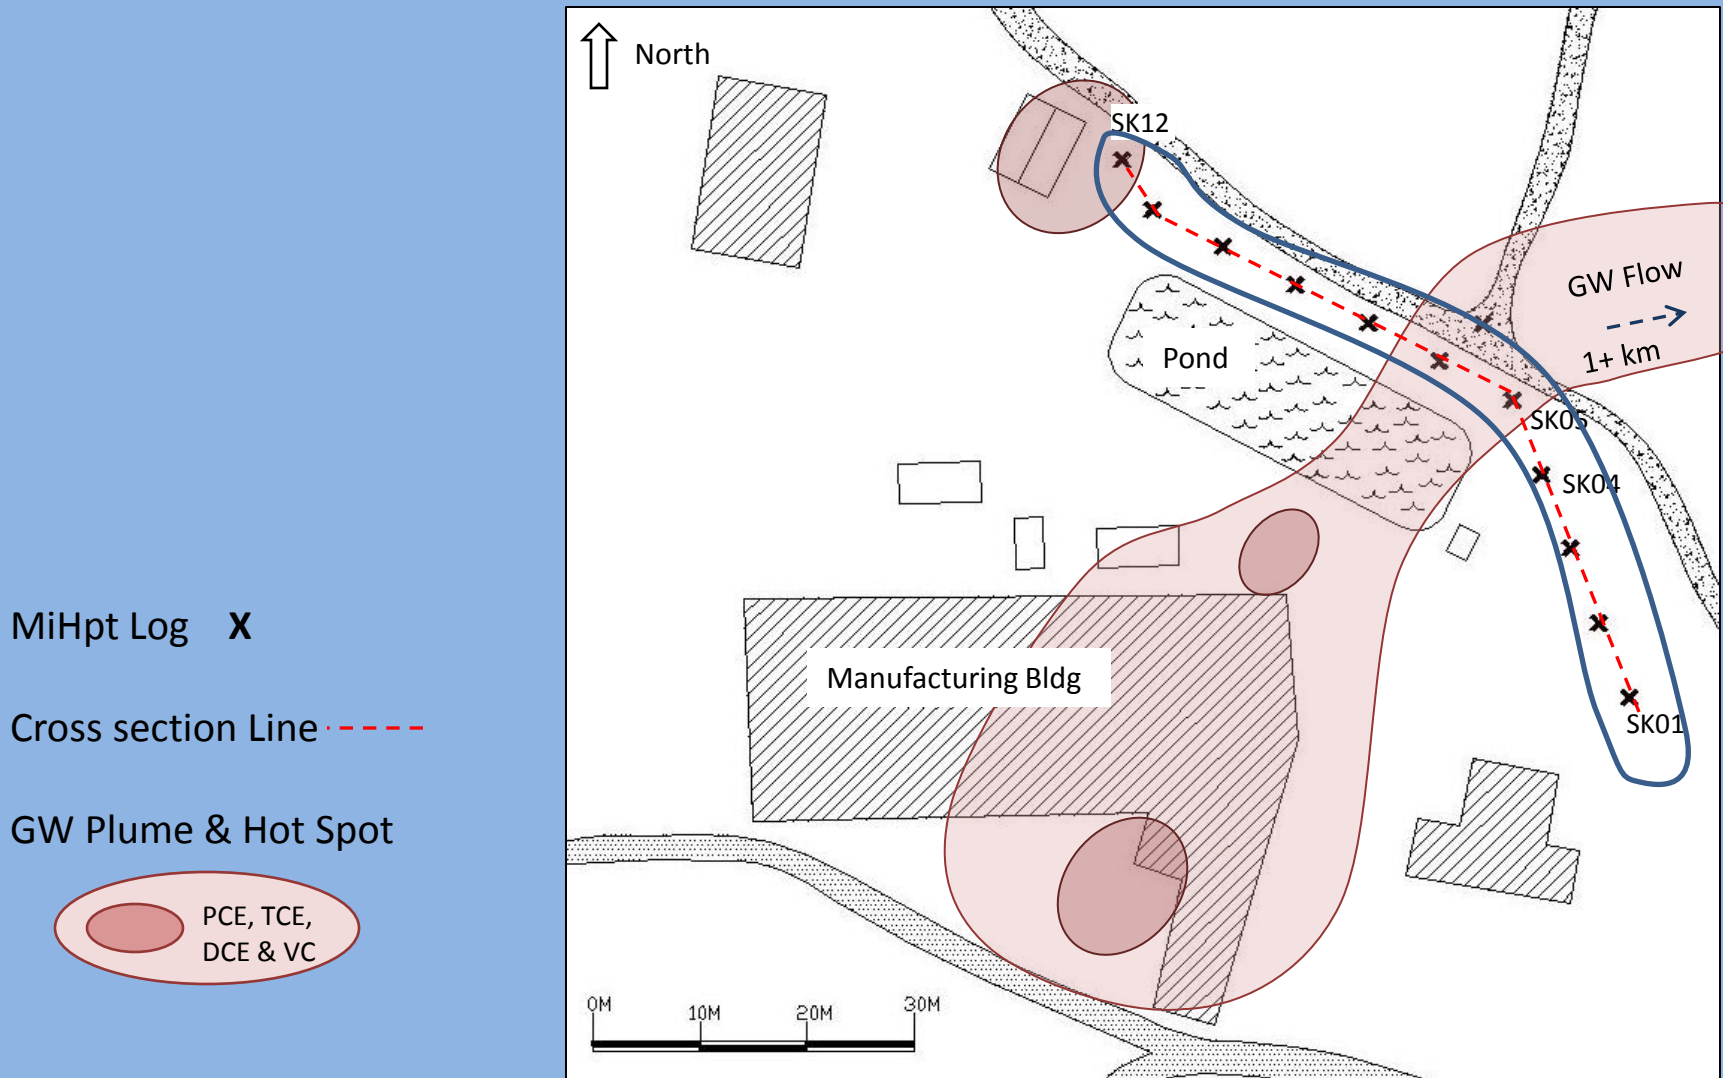 North
SK12
GW Flow
1+ km
Pond
SK05
SK04
MiHpt Log X
Manufacturing Bldg
SK01
Cross section Line
GW Plume & Hot Spot
PCE, TCE,
DCE & VC
0M 10M 20M 30M